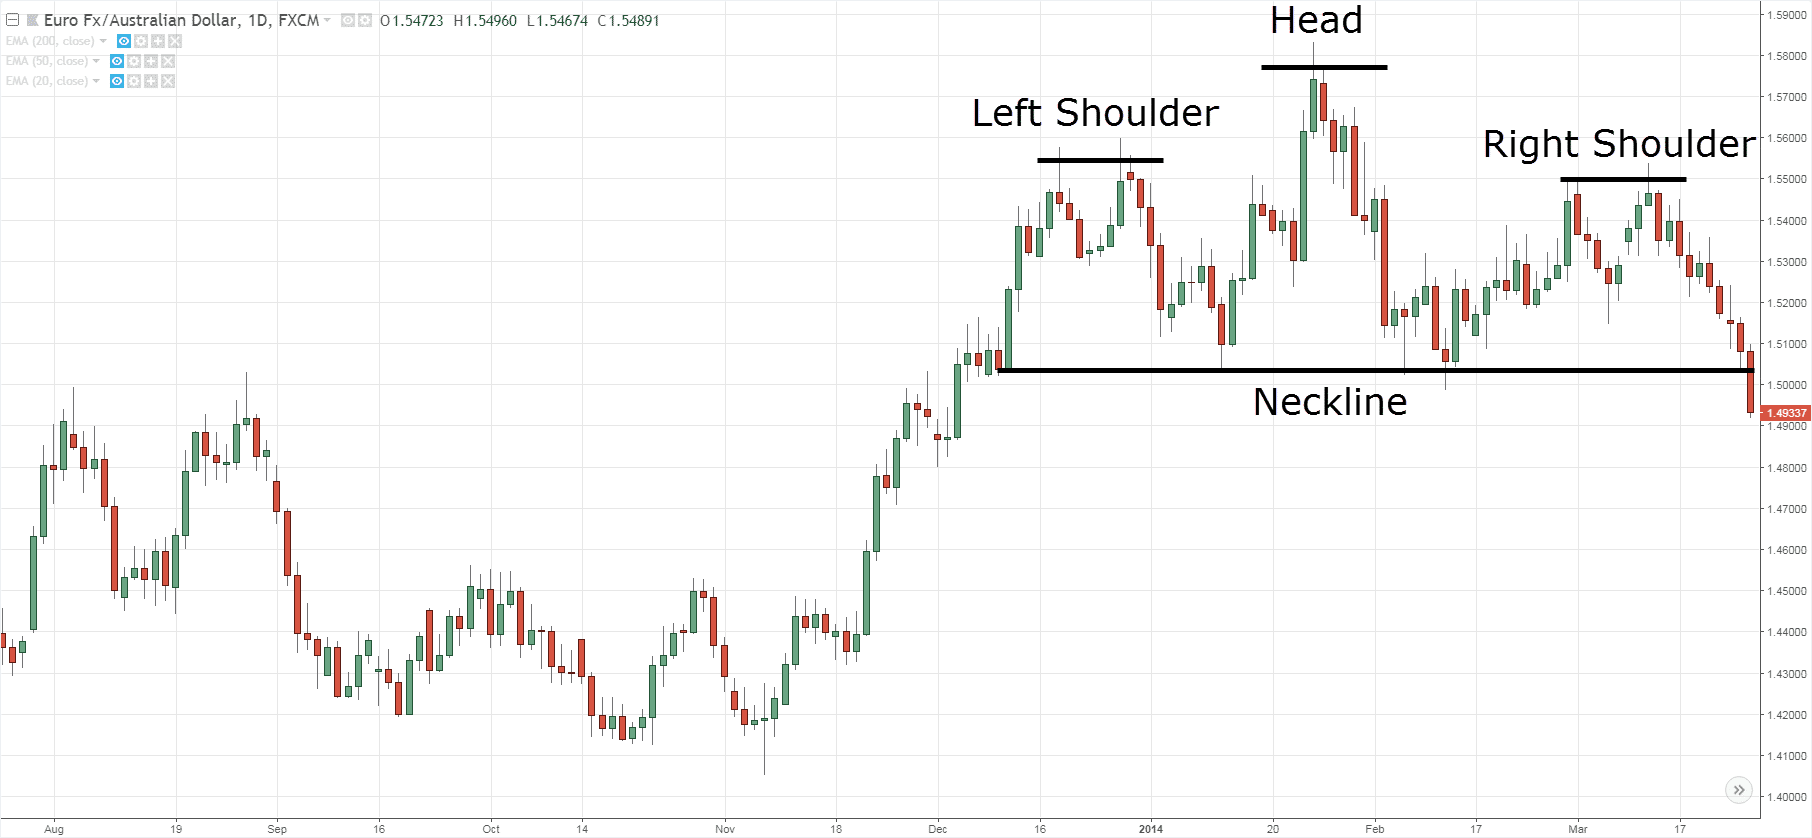 Euro Fx/Australian Dollar, 1D, FXCM O1.54723 H1.54960 L1.54674 C1.54891
EMA (200, close)
EMA (50, close)
EMA (20, close)
Head
Left Shoulder
Right Shoulder
Neckline
1.59000
1.58000
1.57000
1.56000
1.55000
1.54000
1.53000
1.52000
1.51000
1.50000
1.49337
1.49000
1.48000
1.47000
1.46000
1.45000
1.44000
1.43000
1.42000
1.41000
1.40000
Aug 19 Sep 16 Oct 14 Nov 18 Dec 16 2014 20 Feb 17 Mar 17